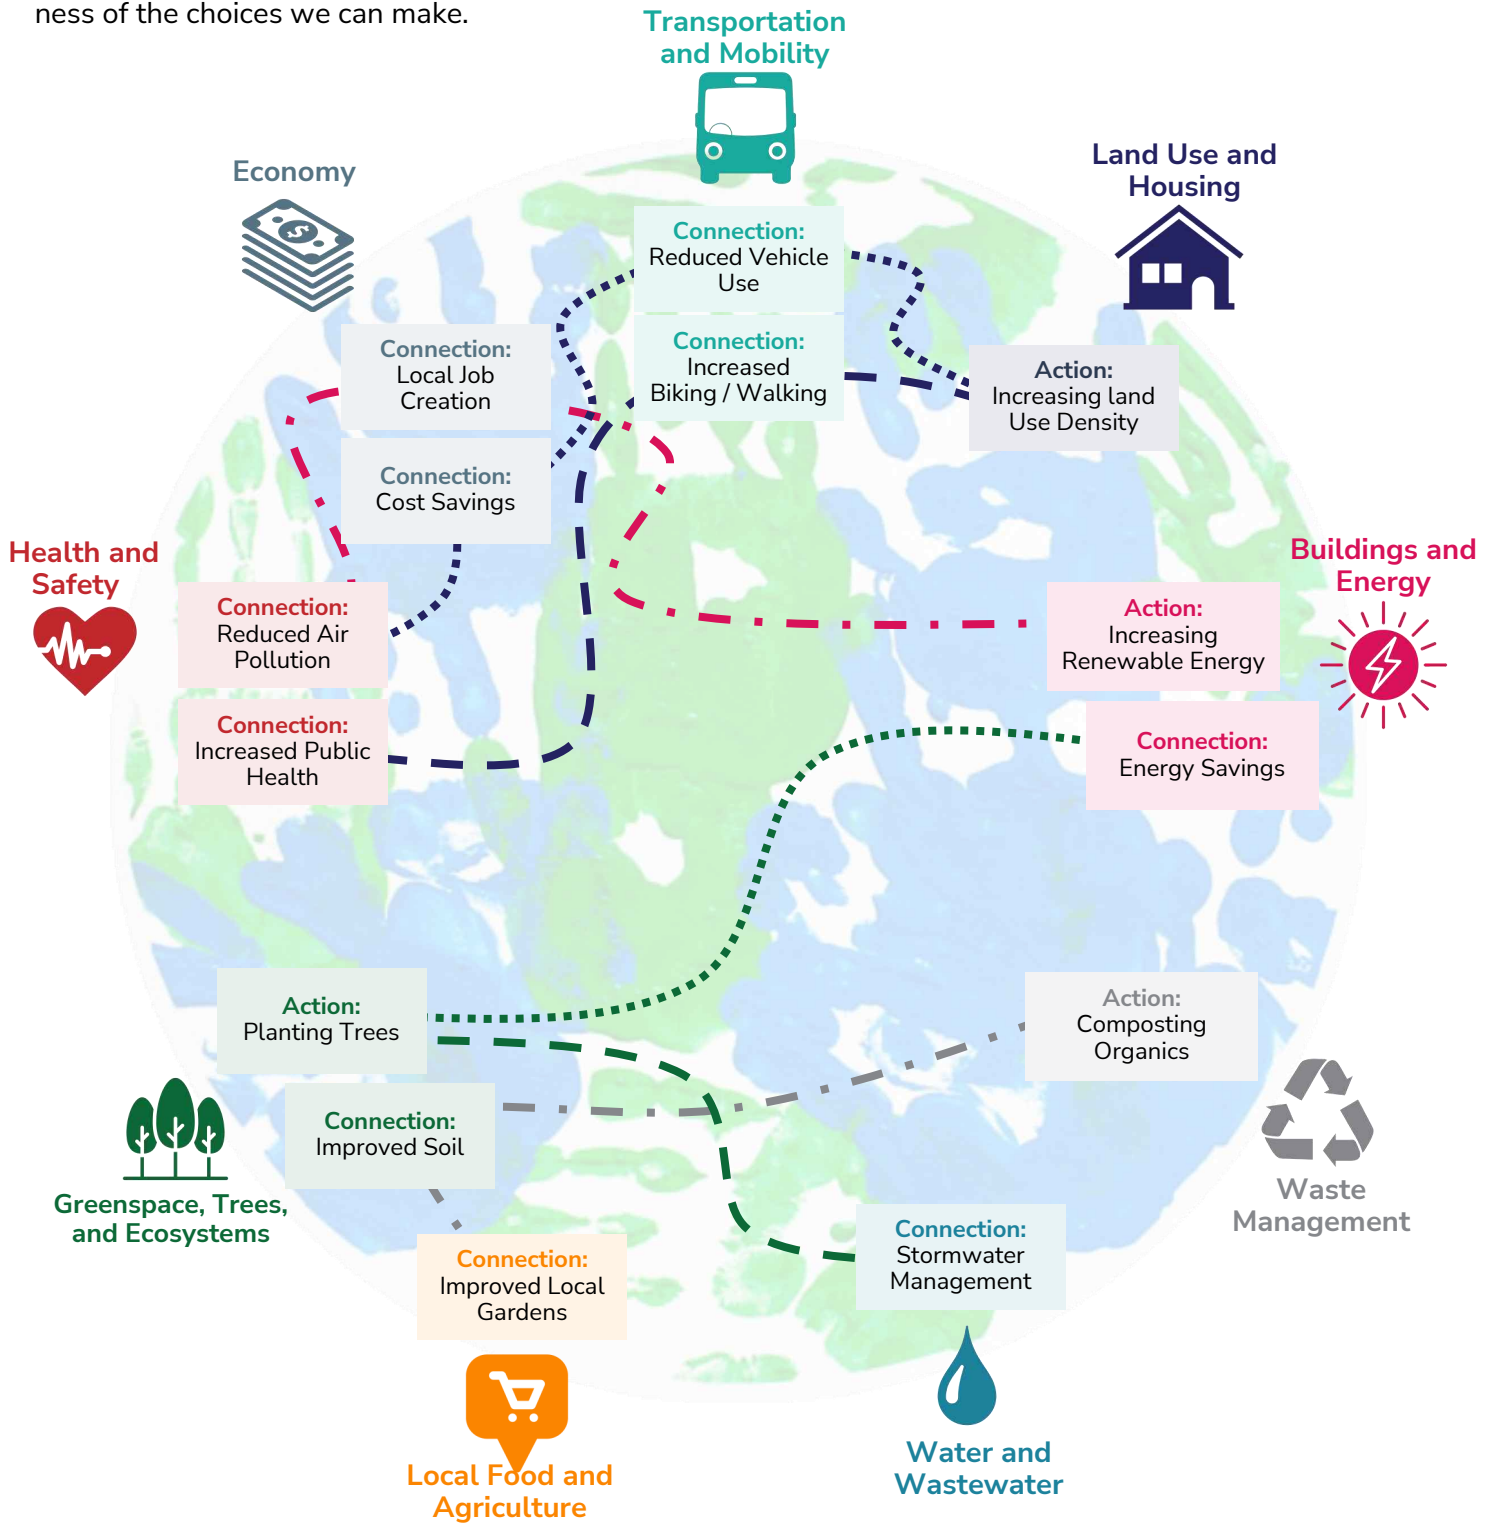 ness of the choices we can make.
Transportation
and Mobility
Economy
Land Use and
Housing
Connection:
Reduced Vehicle
Use
Connection:
Increased
Biking / Walking
Connection:
Local Job
Creation
Action:
Increasing land
Use Density
Connection:
Cost Savings
Health and
Safety
Buildings and
Energy
Connection:
Reduced Air
Pollution
Action:
Increasing
Renewable Energy
Connection:
Increased Public
Health
Connection:
Energy Savings
Action:
Planting Trees
Action:
Composting
Organics
Connection:
Improved Soil
Greenspace, Trees,
and Ecosystems
Waste
Management
Connection:
Stormwater
Management
Connection:
Improved Local
Gardens
$
Local Food and
Agriculture
Water and
Wastewater